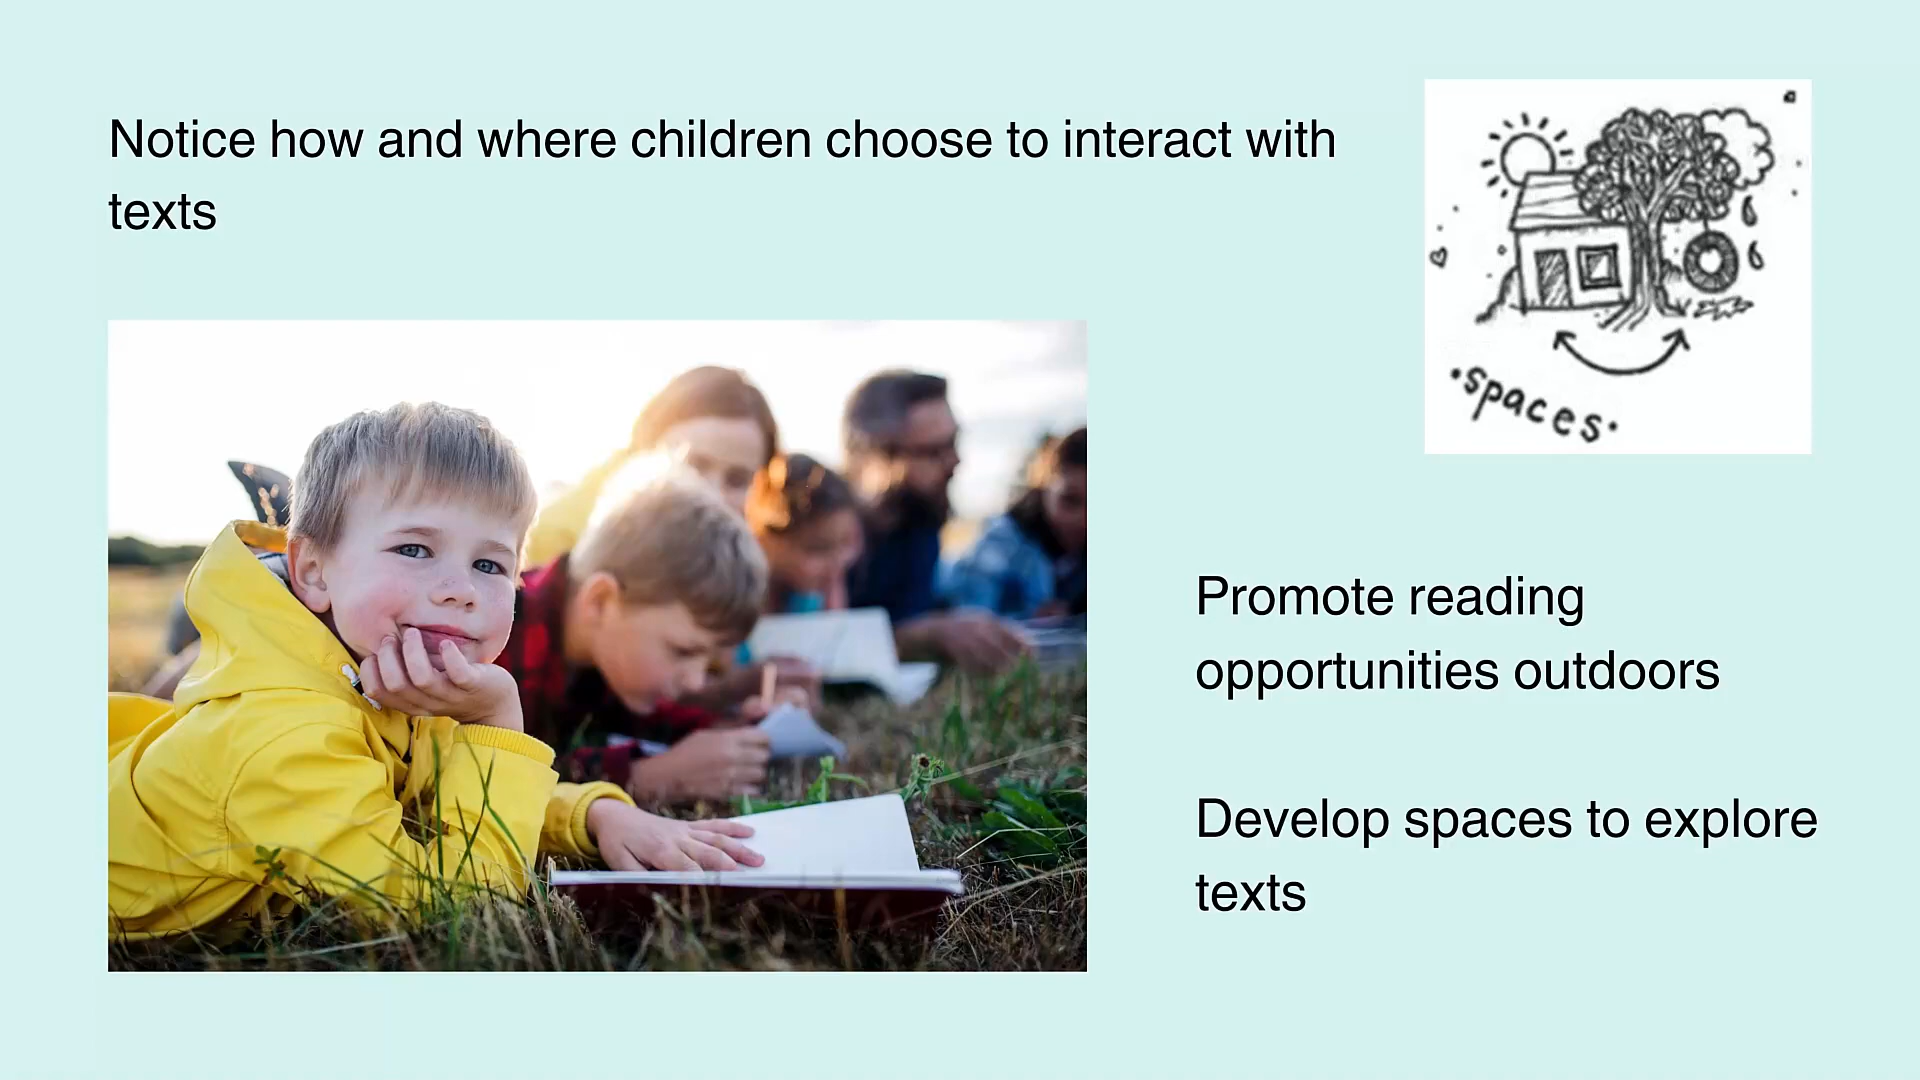 Notice how and where children choose to interact with
texts
·spaces·
Promote reading
opportunities outdoors
Develop spaces to explore
texts